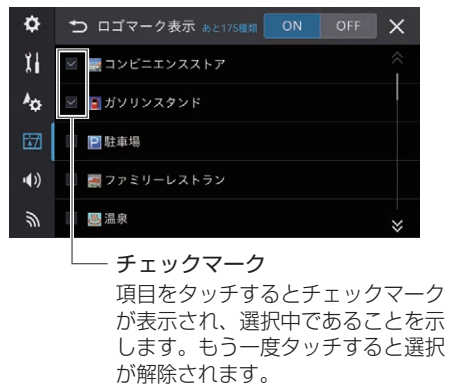 ロゴマーク表示 あと175種類 ON OFF
コンビニエンスストア
ガソリンスタンド
P 駐車場
ファミリーレストラン
温泉
チェックマーク
項目をタッチするとチェックマーク
が表示され、選択中であることを示
します。もう一度タッチすると選択
が解除されます。